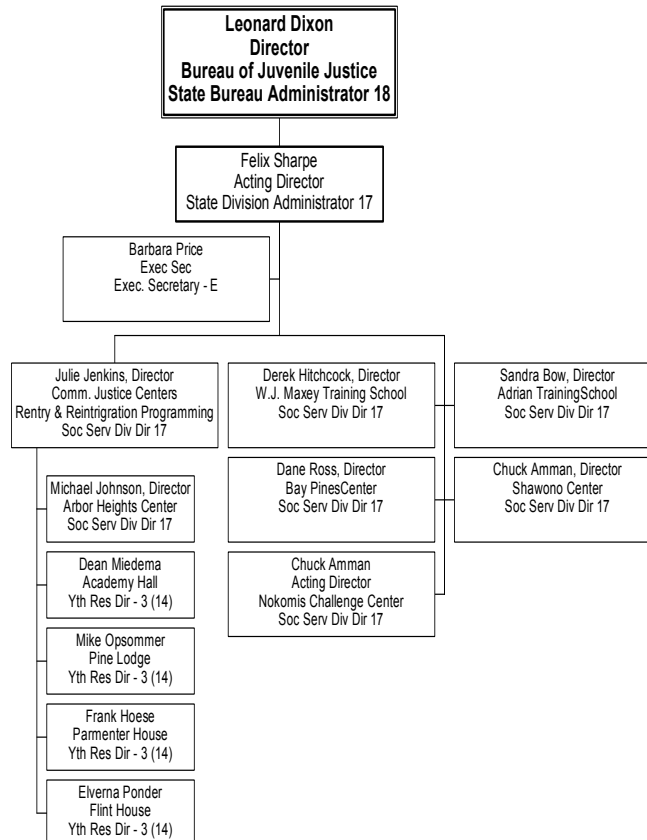 Leonard Dixon
Director
Bureau of Juvenile Justice
State Bureau Administrator 18
Felix Sharpe
Acting Director
State Division Administrator 17
Barbara Price
Exec Sec
Exec. Secretary - E
Julie Jenkins, Director
Comm. Justice Centers
Rentry & Reintrigration Programming
Soc Serv Div Dir 17
Derek Hitchcock, Director
W.J. Maxey Training School
Soc Serv Div Dir 17
Sandra Bow, Director
Adrian TrainingSchool
Soc Serv Div Dir 17
Michael Johnson, Director
Arbor Heights Center
Soc Serv Div Dir 17
Dane Ross, Director
Bay PinesCenter
Soc Serv Div Dir 17
Chuck Amman, Director
Shawono Center
Soc Serv Div Dir 17
Dean Miedema
Academy Hall
Yth Res Dir - 3 (14)
Chuck Amman
Acting Director
Nokomis Challenge Center
Soc Serv Div Dir 17
Mike Opsommer
Pine Lodge
Yth Res Dir - 3 (14)
Frank Hoese
Parmenter House
Yth Res Dir - 3 (14)
Elverna Ponder
Flint House
Yth Res Dir - 3 (14)